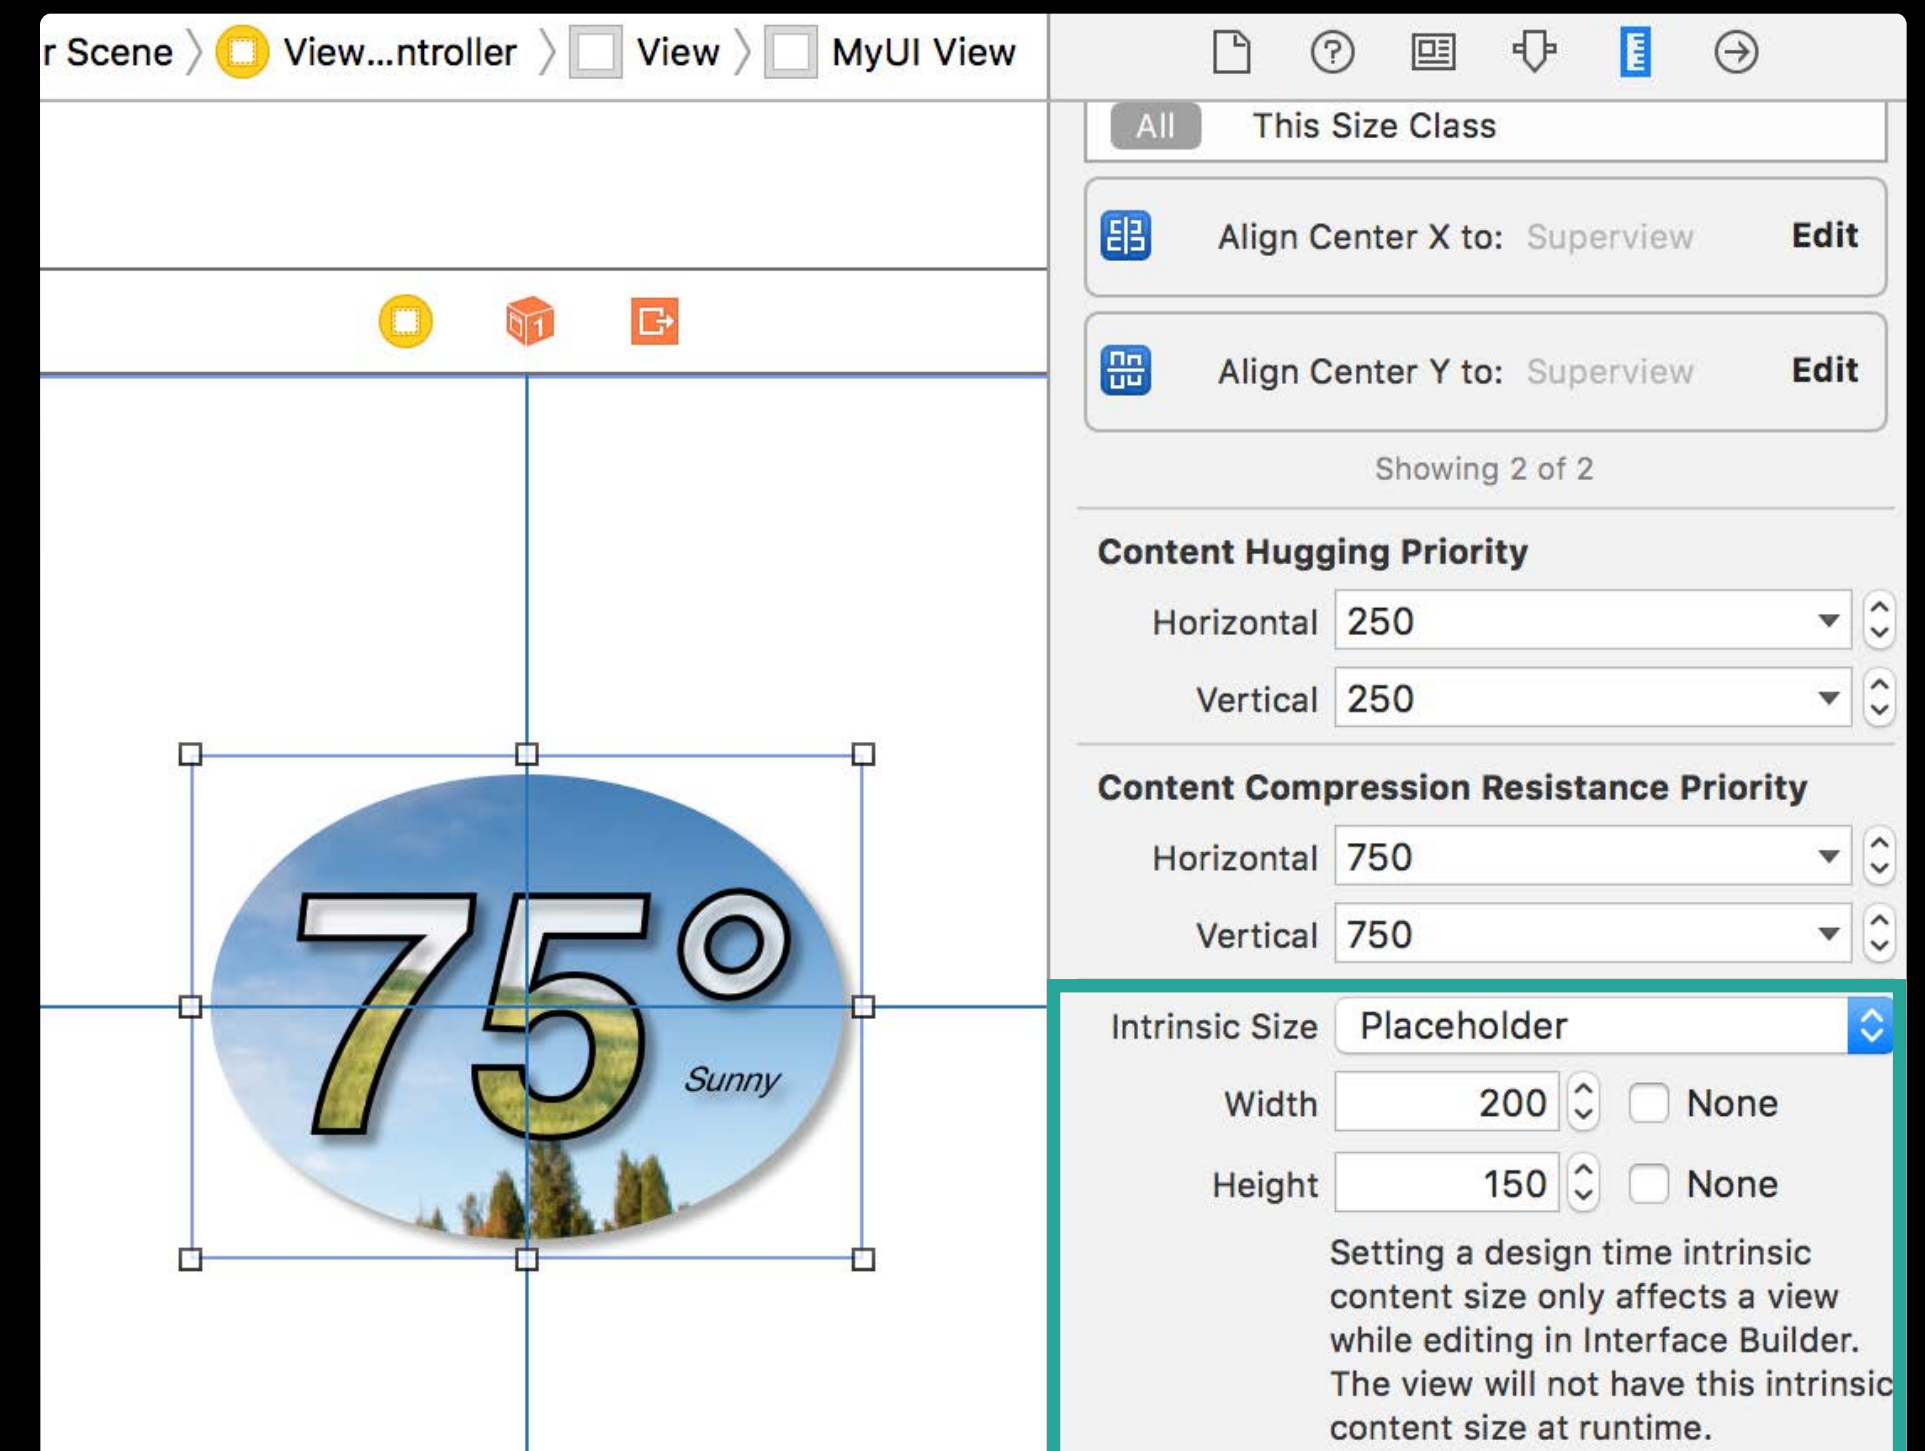 r Scene 〉 View...ntroller 〉 View 〉 MyUI View
All This Size Class
Align Center X to: Superview Edit
Align Center Y to: Superview Edit
Showing 2 of 2
Content Hugging Priority
Horizontal 250
Vertical 250
Content Compression Resistance Priority
Horizontal 750
Vertical 750
Intrinsic Size Placeholder
Width 200 None
Height 150 None
Setting a design time intrinsic
content size only affects a view
while editing in Interface Builder.
The view will not have this intrinsic
content size at runtime.
1
75°
Sunny